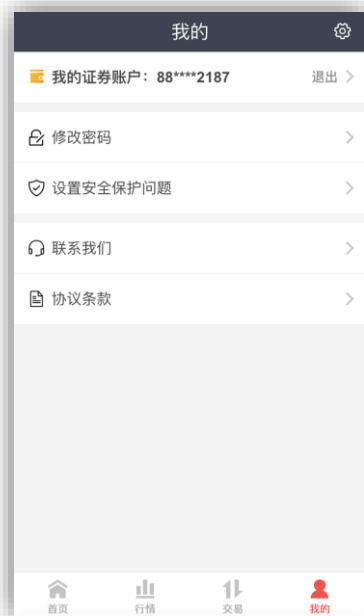 我的
我的证券账户：88****2187 退出
修改密码
设置安全保护问题
联系我们
协议条款
首页 行情 交易 我的